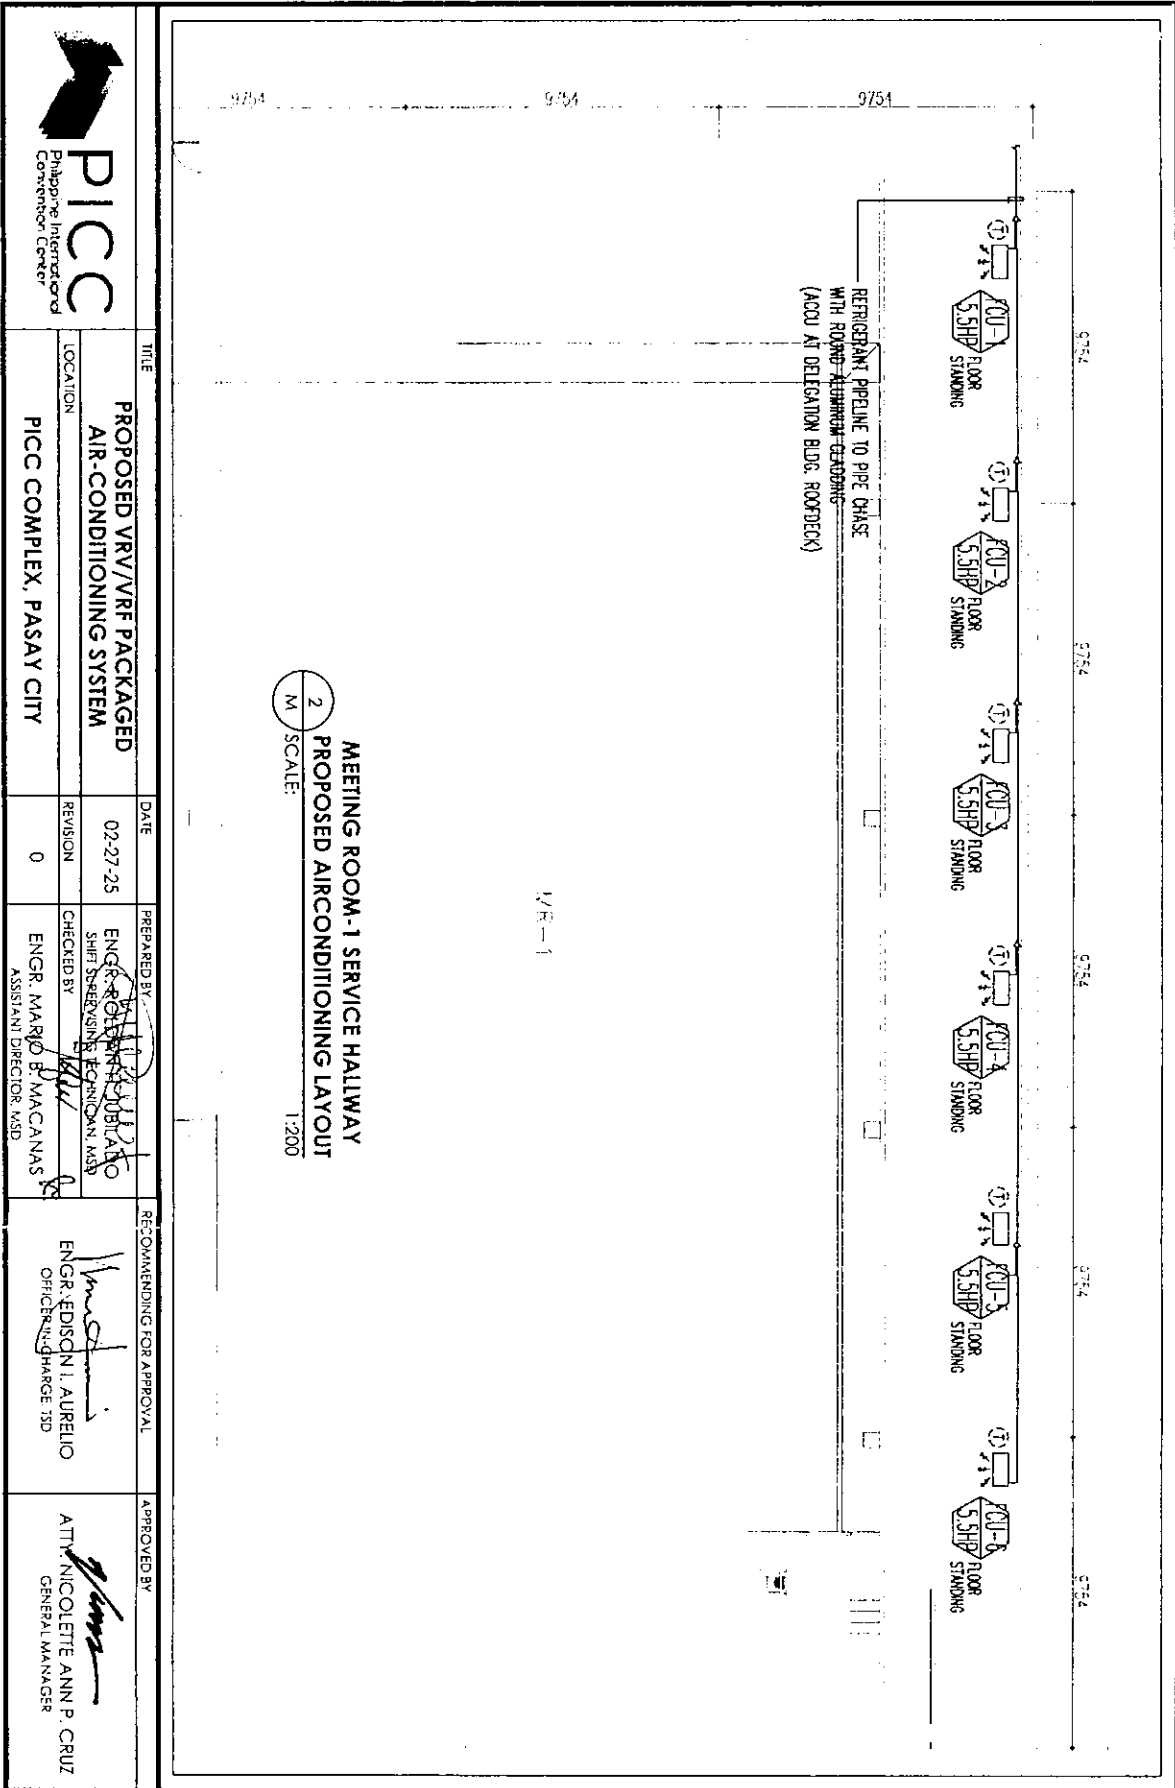 9754
9754
9754
9754
9754
9754
9754
9754
FCU-1
5.5HP
FLOOR
STANDING
T
FCU-2
5.5HP
FLOOR
STANDING
T
FCU-3
5.5HP
FLOOR
STANDING
T
FCU-4
5.5HP
FLOOR
STANDING
T
FCU-5
5.5HP
FLOOR
STANDING
T
FCU-6
5.5HP
FLOOR
STANDING
T
REFRIGERANT PIPELINE TO PIPE CHASE
WITH ROUND ALUMINUM CLADDING
(ACCU AT DELEGATION BLDG. ROOFDECK)
MEETING ROOM-1 SERVICE HALLWAY
2
PROPOSED AIRCONDITIONING LAYOUT
M
SCALE:
1:200
PICC
Philippine International
Convention Center
TITLE
PROPOSED VRV/VRF PACKAGED
AIR-CONDITIONING SYSTEM
LOCATION
PICC COMPLEX, PASAY CITY
DATE
02-27-25
REVISION
0
PREPARED BY
SHIFT SUPERVISING TECHNICIAN, MSD
CHECKED BY
ENGR. MARIO B. MACANAS
ASSISTANT DIRECTOR, MSD
RECOMMENDING FOR APPROVAL
ENGR. EDISON I. AURELIO
OFFICER-IN-CHARGE, TSD
APPROVED BY
ATTY. NICOLETTE ANN P. CRUZ
GENERAL MANAGER